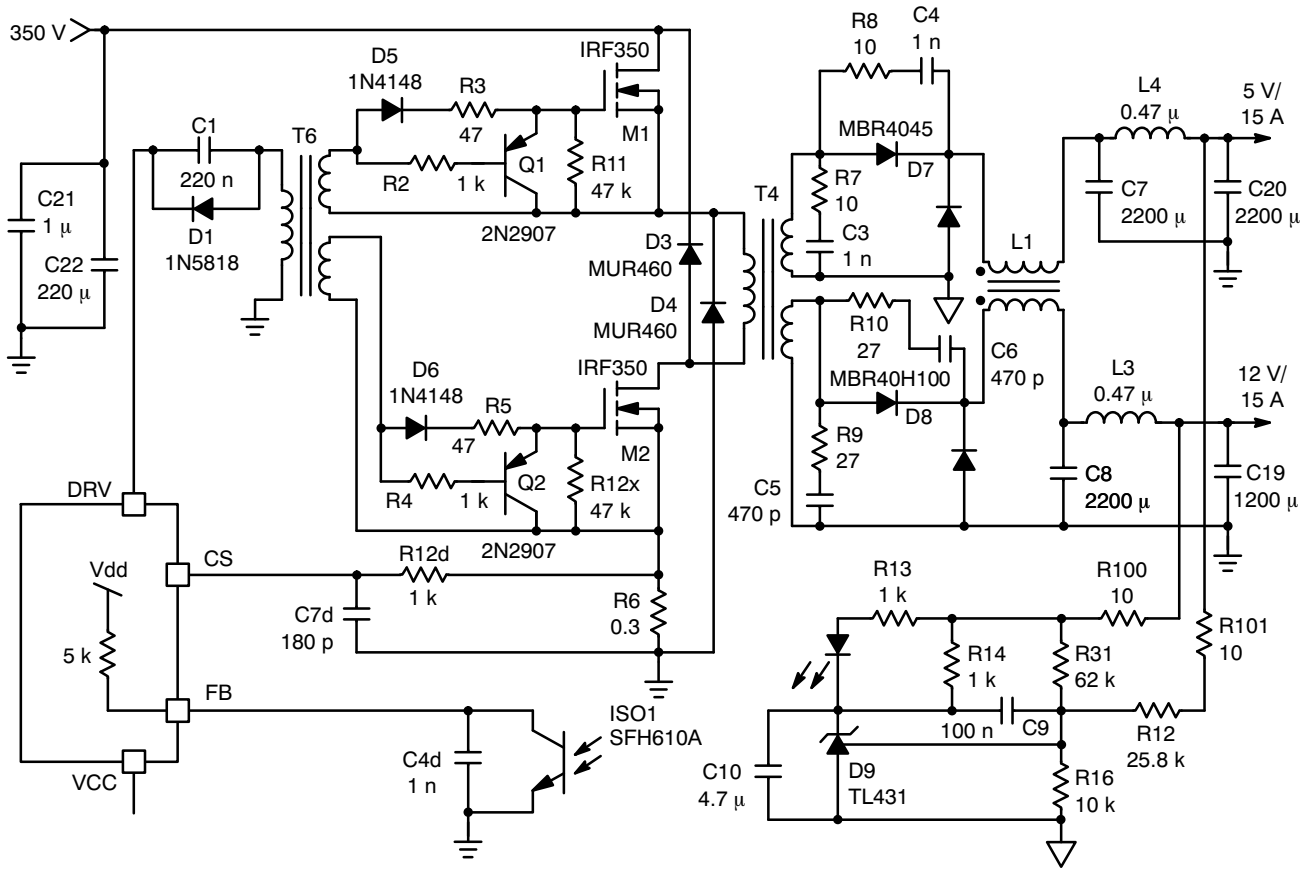 350 V
C21
1 µ
C22
220 µ
C1
220 n
D1
1N5818
T6
D5
1N4148
R3
47
R2
1 k
Q1
2N2907
R11
47 k
IRF350
M1
D3
MUR460
D4
MUR460
D6
1N4148
R5
47
R4
1 k
Q2
2N2907
R12x
47 k
IRF350
M2
T4
R8
10
C4
1 n
MBR4045
D7
R7
10
C3
1 n
R10
27
C6
470 p
MBR40H100
D8
R9
27
C5
470 p
L1
L4
0.47 µ
5 V/
15 A
C7
2200 µ
C20
2200 µ
L3
0.47 µ
12 V/
15 A
C8
2200 µ
C19
1200 µ
DRV
CS
Vdd
5 k
FB
VCC
R12d
1 k
C7d
180 p
R6
0.3
C4d
1 n
ISO1
SFH610A
R13
1 k
R100
10
R101
10
R14
1 k
R31
62 k
100 n
C9
R12
25.8 k
C10
4.7 µ
D9
TL431
R16
10 k